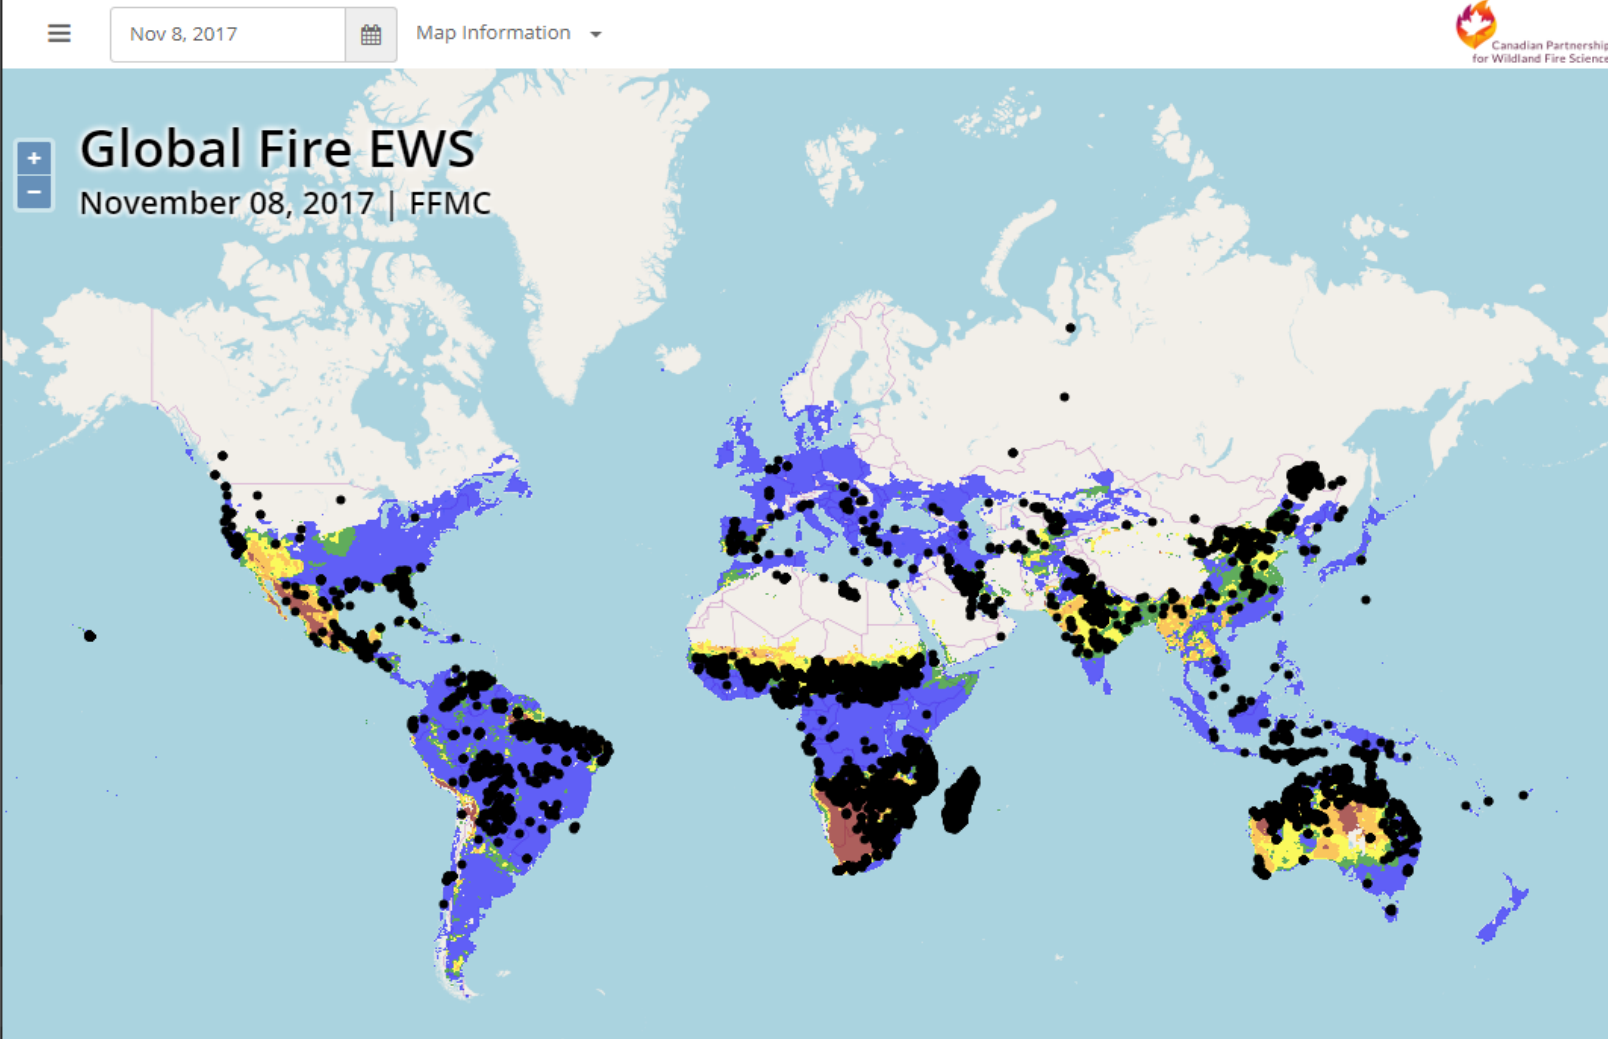 Nov 8, 2017
Map Information
Canadian Partnership
for Wildland Fire Science
+
Global Fire EWS
−
November 08, 2017 | FFMC